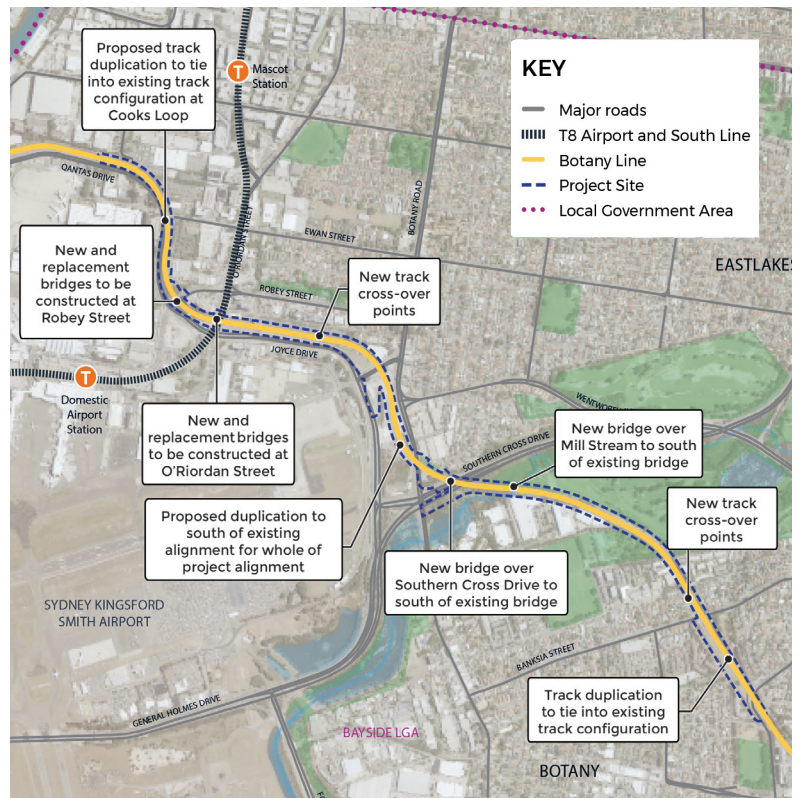 Proposed track
duplication to tie
into existing track
configuration at
Cooks Loop
T
Mascot
Station
KEY
Major roads
T8 Airport and South Line
Botany Line
Project Site
Local Government Area
QANTAS DRIVE
BOTANY ROAD
O'RIORDAN STREET
EWAN STREET
EASTLAKES
New and
replacement
bridges to be
constructed at
Robey Street
ROBEY STREET
New track
cross-over
points
JOYCE DRIVE
T
Domestic
Airport
Station
New and
replacement bridges
to be constructed at
O'Riordan Street
WENTWORTH
SOUTHERN CROSS DRIVE
New bridge over
Mill Stream to south
of existing bridge
Proposed duplication to
south of existing
alignment for whole of
project alignment
New track
cross-over
points
New bridge over
Southern Cross Drive to
south of existing bridge
SYDNEY KINGSFORD
SMITH AIRPORT
BANKSIA STREET
GENERAL HOLMES DRIVE
Track duplication
to tie into existing
track configuration
BAYSIDE LGA
BOTANY